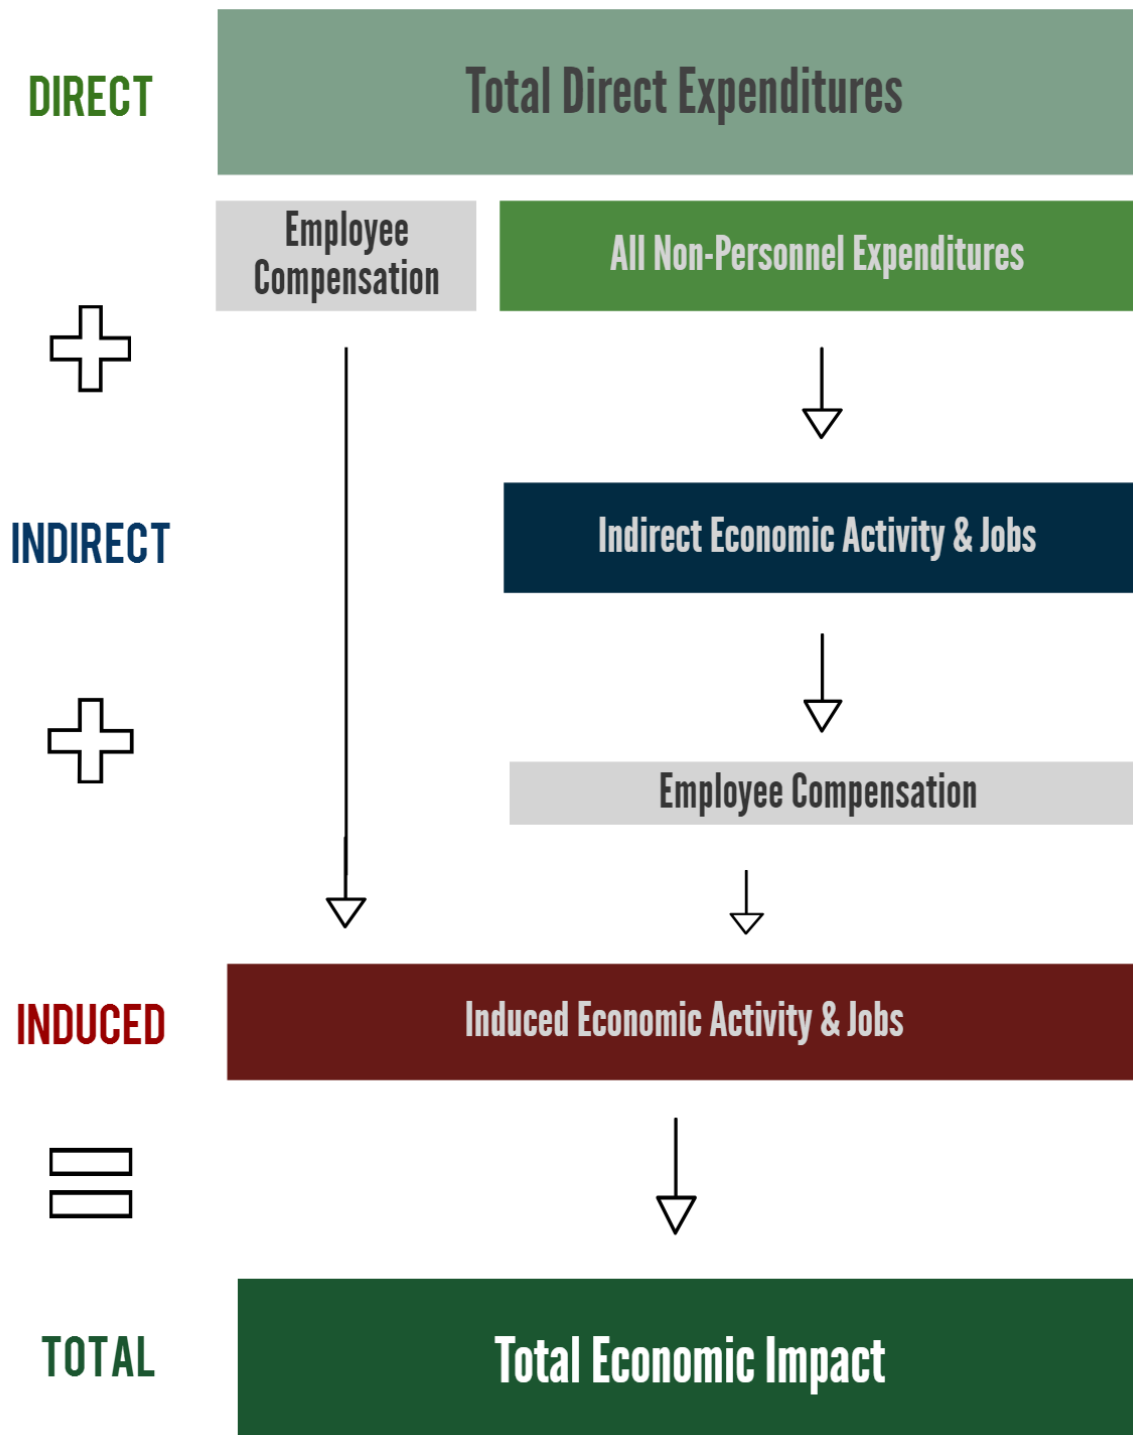 DIRECT
Total Direct Expenditures
Employee
Compensation
All Non-Personnel Expenditures
INDIRECT
Indirect Economic Activity & Jobs
Employee Compensation
INDUCED
Induced Economic Activity & Jobs
TOTAL
Total Economic Impact